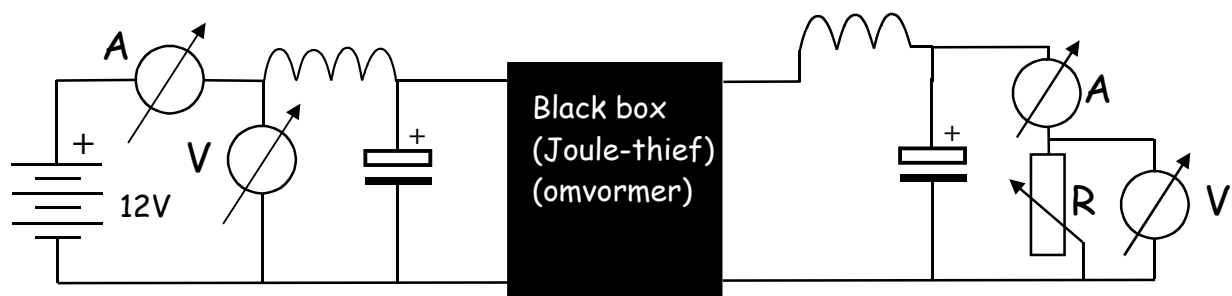 A
+
V
12V
+
Black box
(Joule-thief)
(omvormer)
+
A
R
V